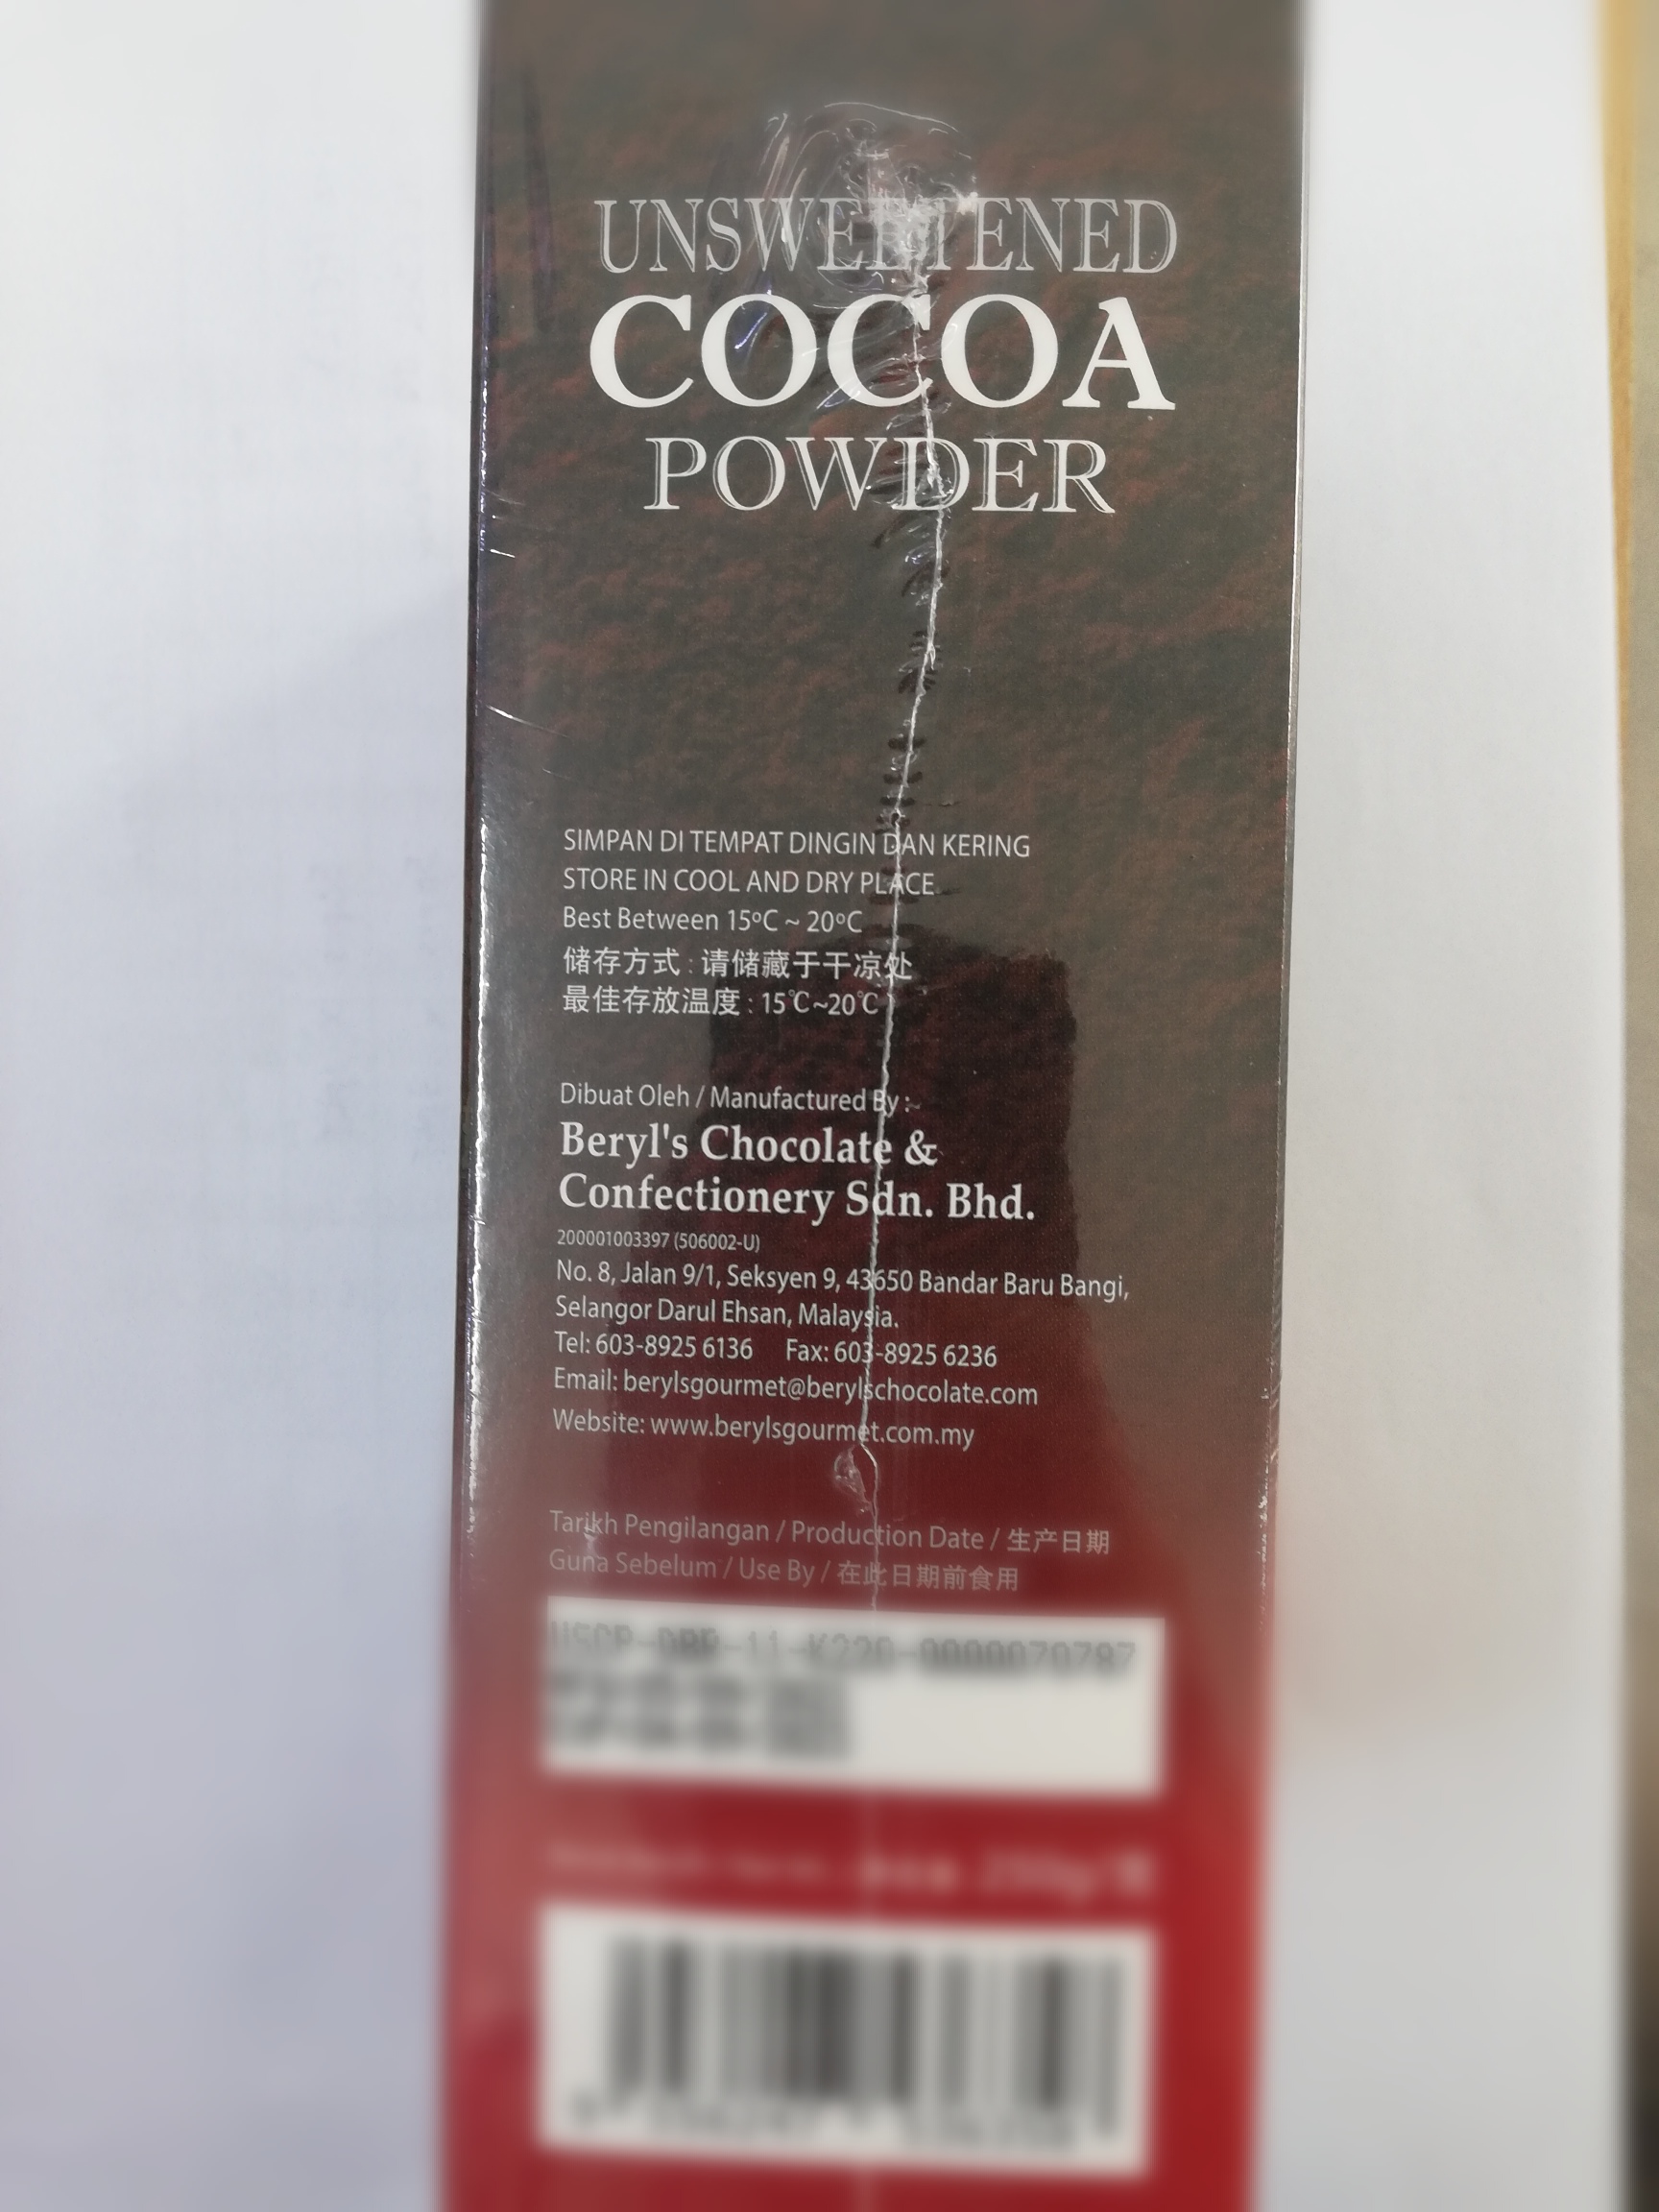 UNSWEETENED
COCOA
POWDER
SIMPAN DI TEMPAT DINGIN DAN KERING
STORE IN COOL AND DRY PLACE
Best Between 15ºC ~ 20ºC
储存方式 : 请储藏于干凉处
最佳存放温度 : 15℃~20℃
Dibuat Oleh / Manufactured By :-
Beryl's Chocolate &
Confectionery Sdn. Bhd.
200001003397 (506002-U)
No. 8, Jalan 9/1, Seksyen 9, 43650 Bandar Baru Bangi,
Selangor Darul Ehsan, Malaysia.
Tel: 603-8925 6136 Fax: 603-8925 6236
Email: berylsgourmet@berylschocolate.com
Website: www.berylsgourmet.com.my
Tarikh Pengilangan / Production Date / 生产日期
Guna Sebelum / Use By / 在此日期前食用